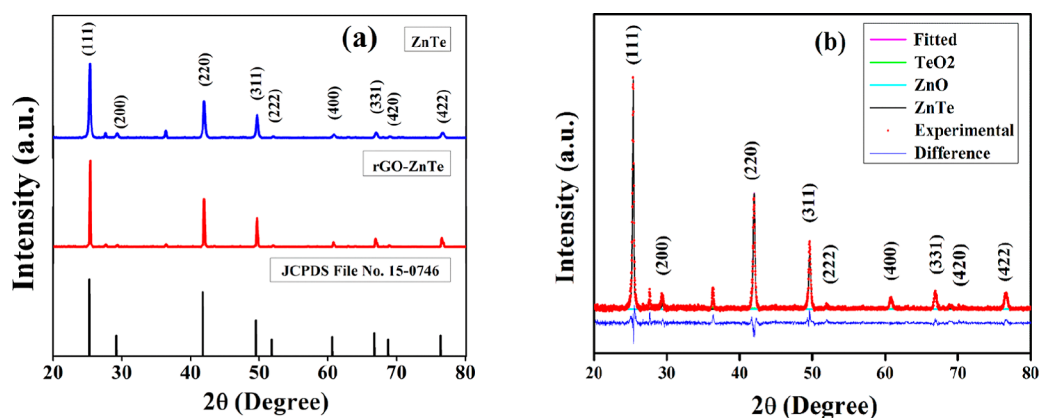 (a)
ZnTe
(111)
(200)
(220)
(311)
(222)
(400)
(331)
(420)
(422)
rGO-ZnTe
JCPDS File No. 15-0746
Intensity (a.u.)
20 30 40 50 60 70 80
2θ (Degree)
(b)
Fitted
TeO2
ZnO
ZnTe
Experimental
Difference
(111)
(200)
(220)
(311)
(222)
(400)
(331)
(420)
(422)
Intensity (a.u.)
20 30 40 50 60 70 80
2θ (Degree)